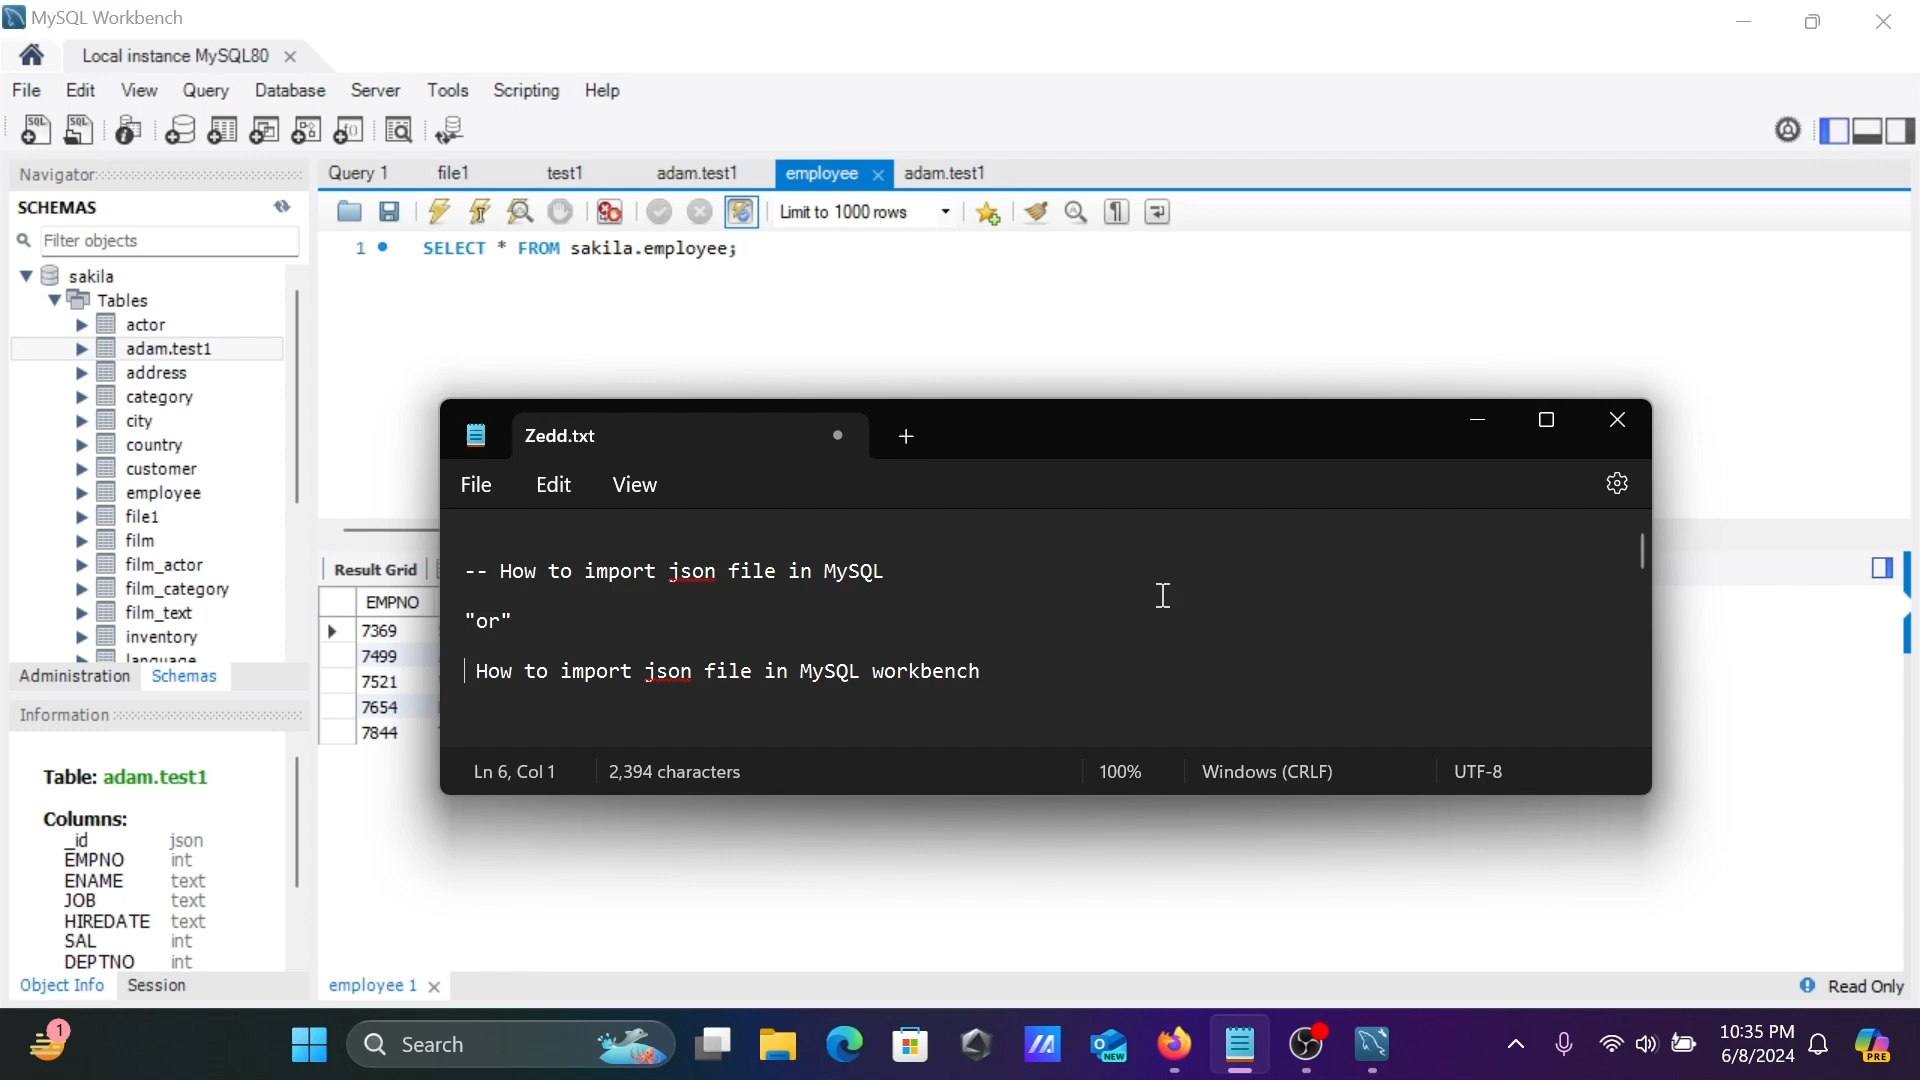 MySQL Workbench
Local instance MySQL80
File Edit View Query Database Server Tools Scripting Help
Navigator
Query 1 file1 test1 adam.test1 employee adam.test1
SCHEMAS
Limit to 1000 rows
Filter objects
1 SELECT * FROM sakila.employee;
sakila
Tables
actor
adam.test1
address
category
city
country
customer
employee
file1
film
film_actor
film_category
film_text
inventory
language
Administration Schemas
Information
Table: adam.test1
Columns:
_id json
EMPNO int
ENAME text
JOB text
HIREDATE text
SAL int
DEPTNO int
Object Info Session
Result Grid
EMPNO
7369
7499
7521
7654
7844
employee 1
Read Only
Zedd.txt
File Edit View
-- How to import json file in MySQL
"or"
How to import json file in MySQL workbench
Ln 6, Col 1 2,394 characters 100% Windows (CRLF) UTF-8
1
Search
NEW
10:35 PM
6/8/2024
PRE